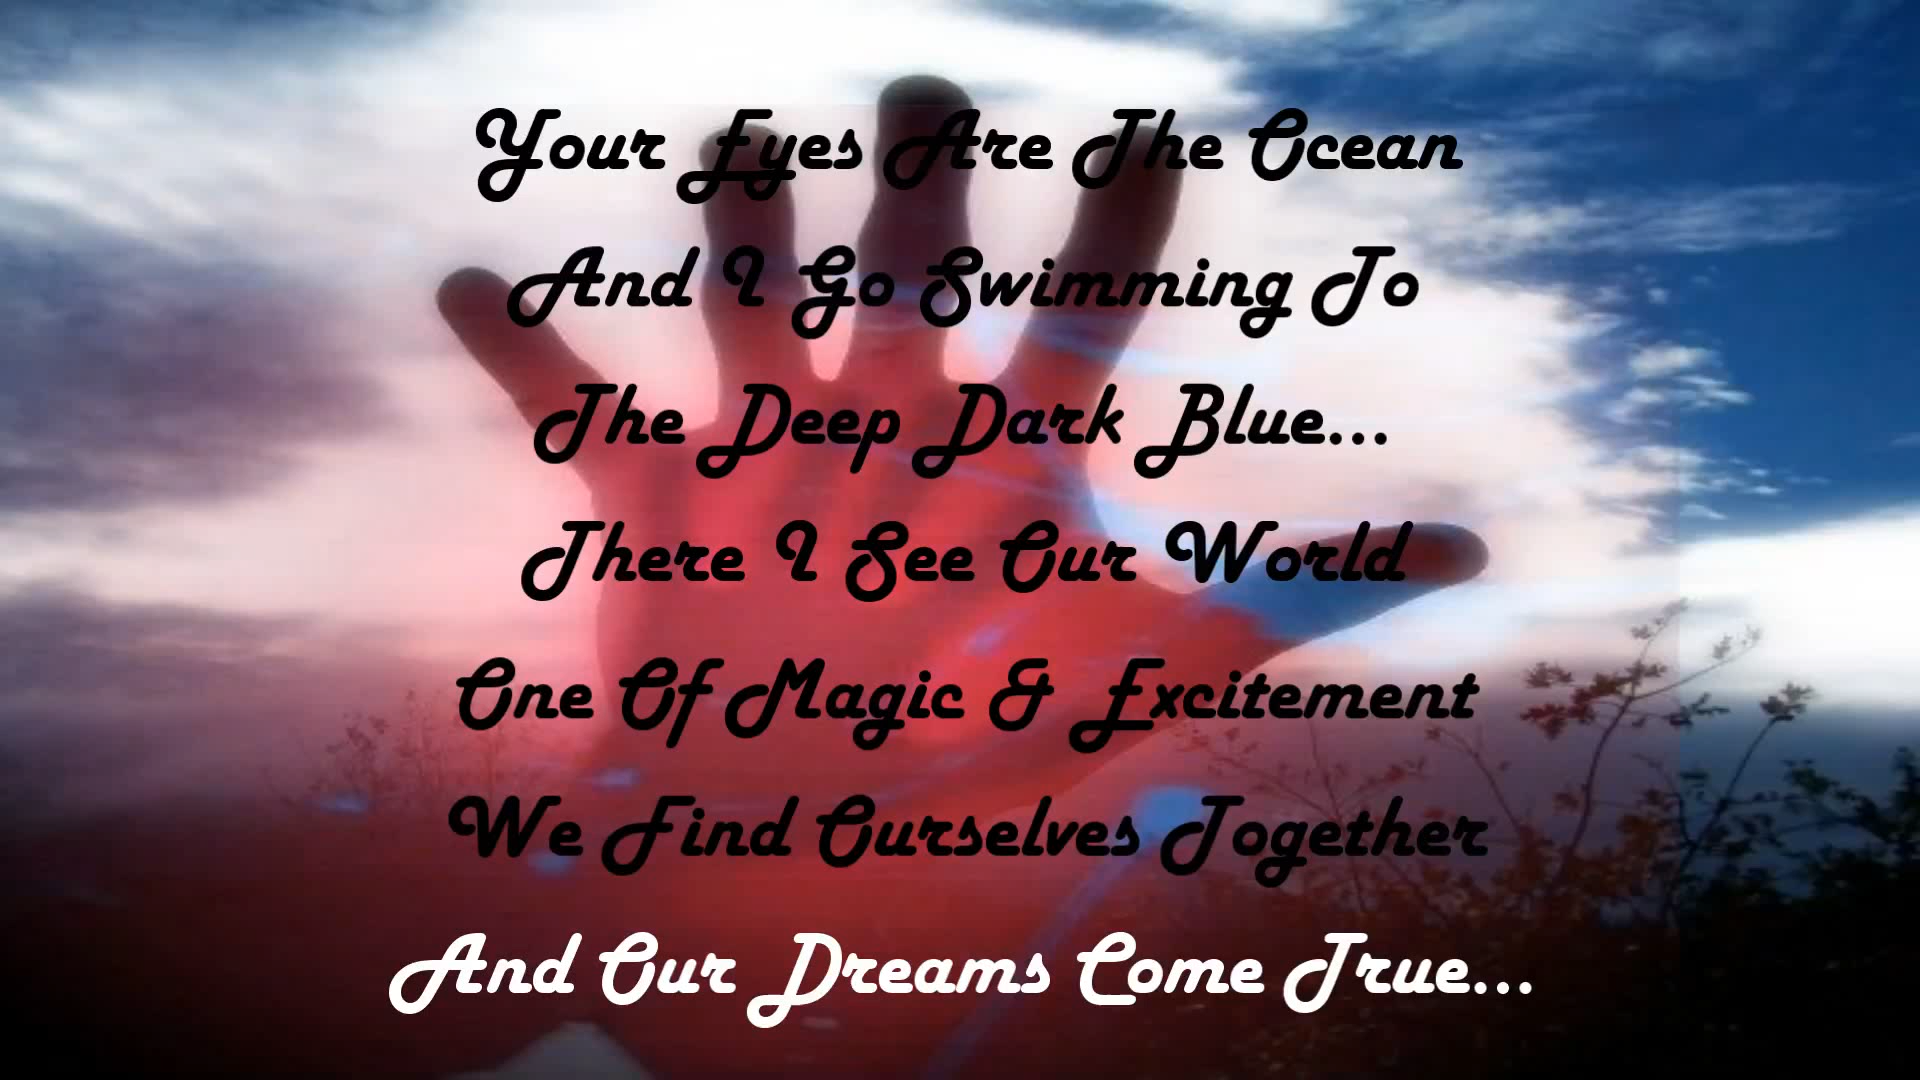 Your Eyes Are The Ocean
And I Go Swimming To
The Deep Dark Blue...
There I See Our World
One Of Magic & Excitement
We Find Ourselves Together
And Our Dreams Come True...